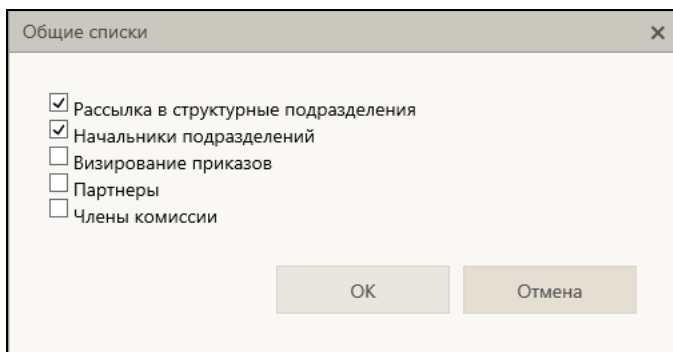 Общие списки
Рассылка в структурные подразделения
Начальники подразделений
Визирование приказов
Партнеры
Члены комиссии
ОК Отмена